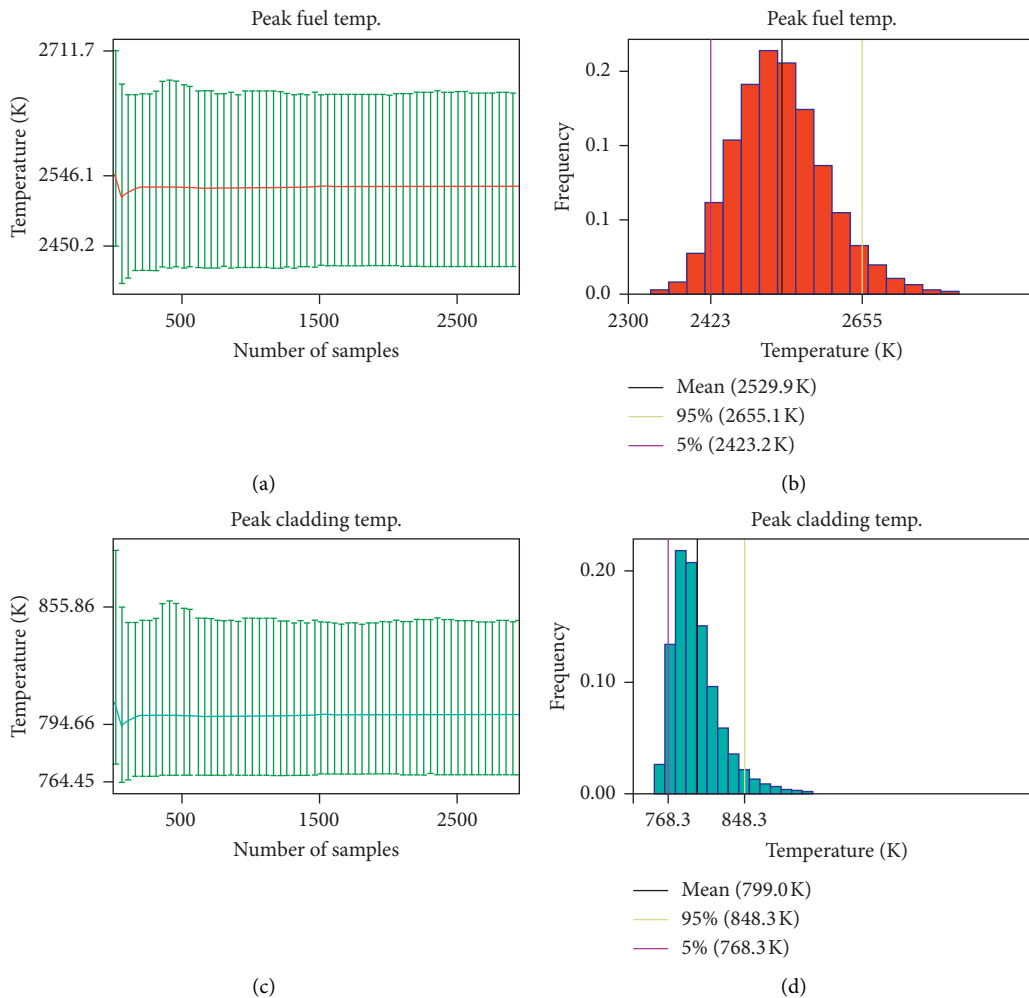 Peak fuel temp.
2711.7
2546.1
2450.2
Temperature (K)
500
1500
2500
Number of samples
(a)
Peak fuel temp.
0.2
0.1
0.1
0.0
Frequency
2300
2423
2655
Temperature (K)
Mean (2529.9 K)
95% (2655.1 K)
5% (2423.2 K)
(b)
Peak cladding temp.
855.86
794.66
764.45
Temperature (K)
500
1500
2500
Number of samples
(c)
Peak cladding temp.
0.20
0.10
0.00
Frequency
768.3
848.3
Temperature (K)
Mean (799.0 K)
95% (848.3 K)
5% (768.3 K)
(d)